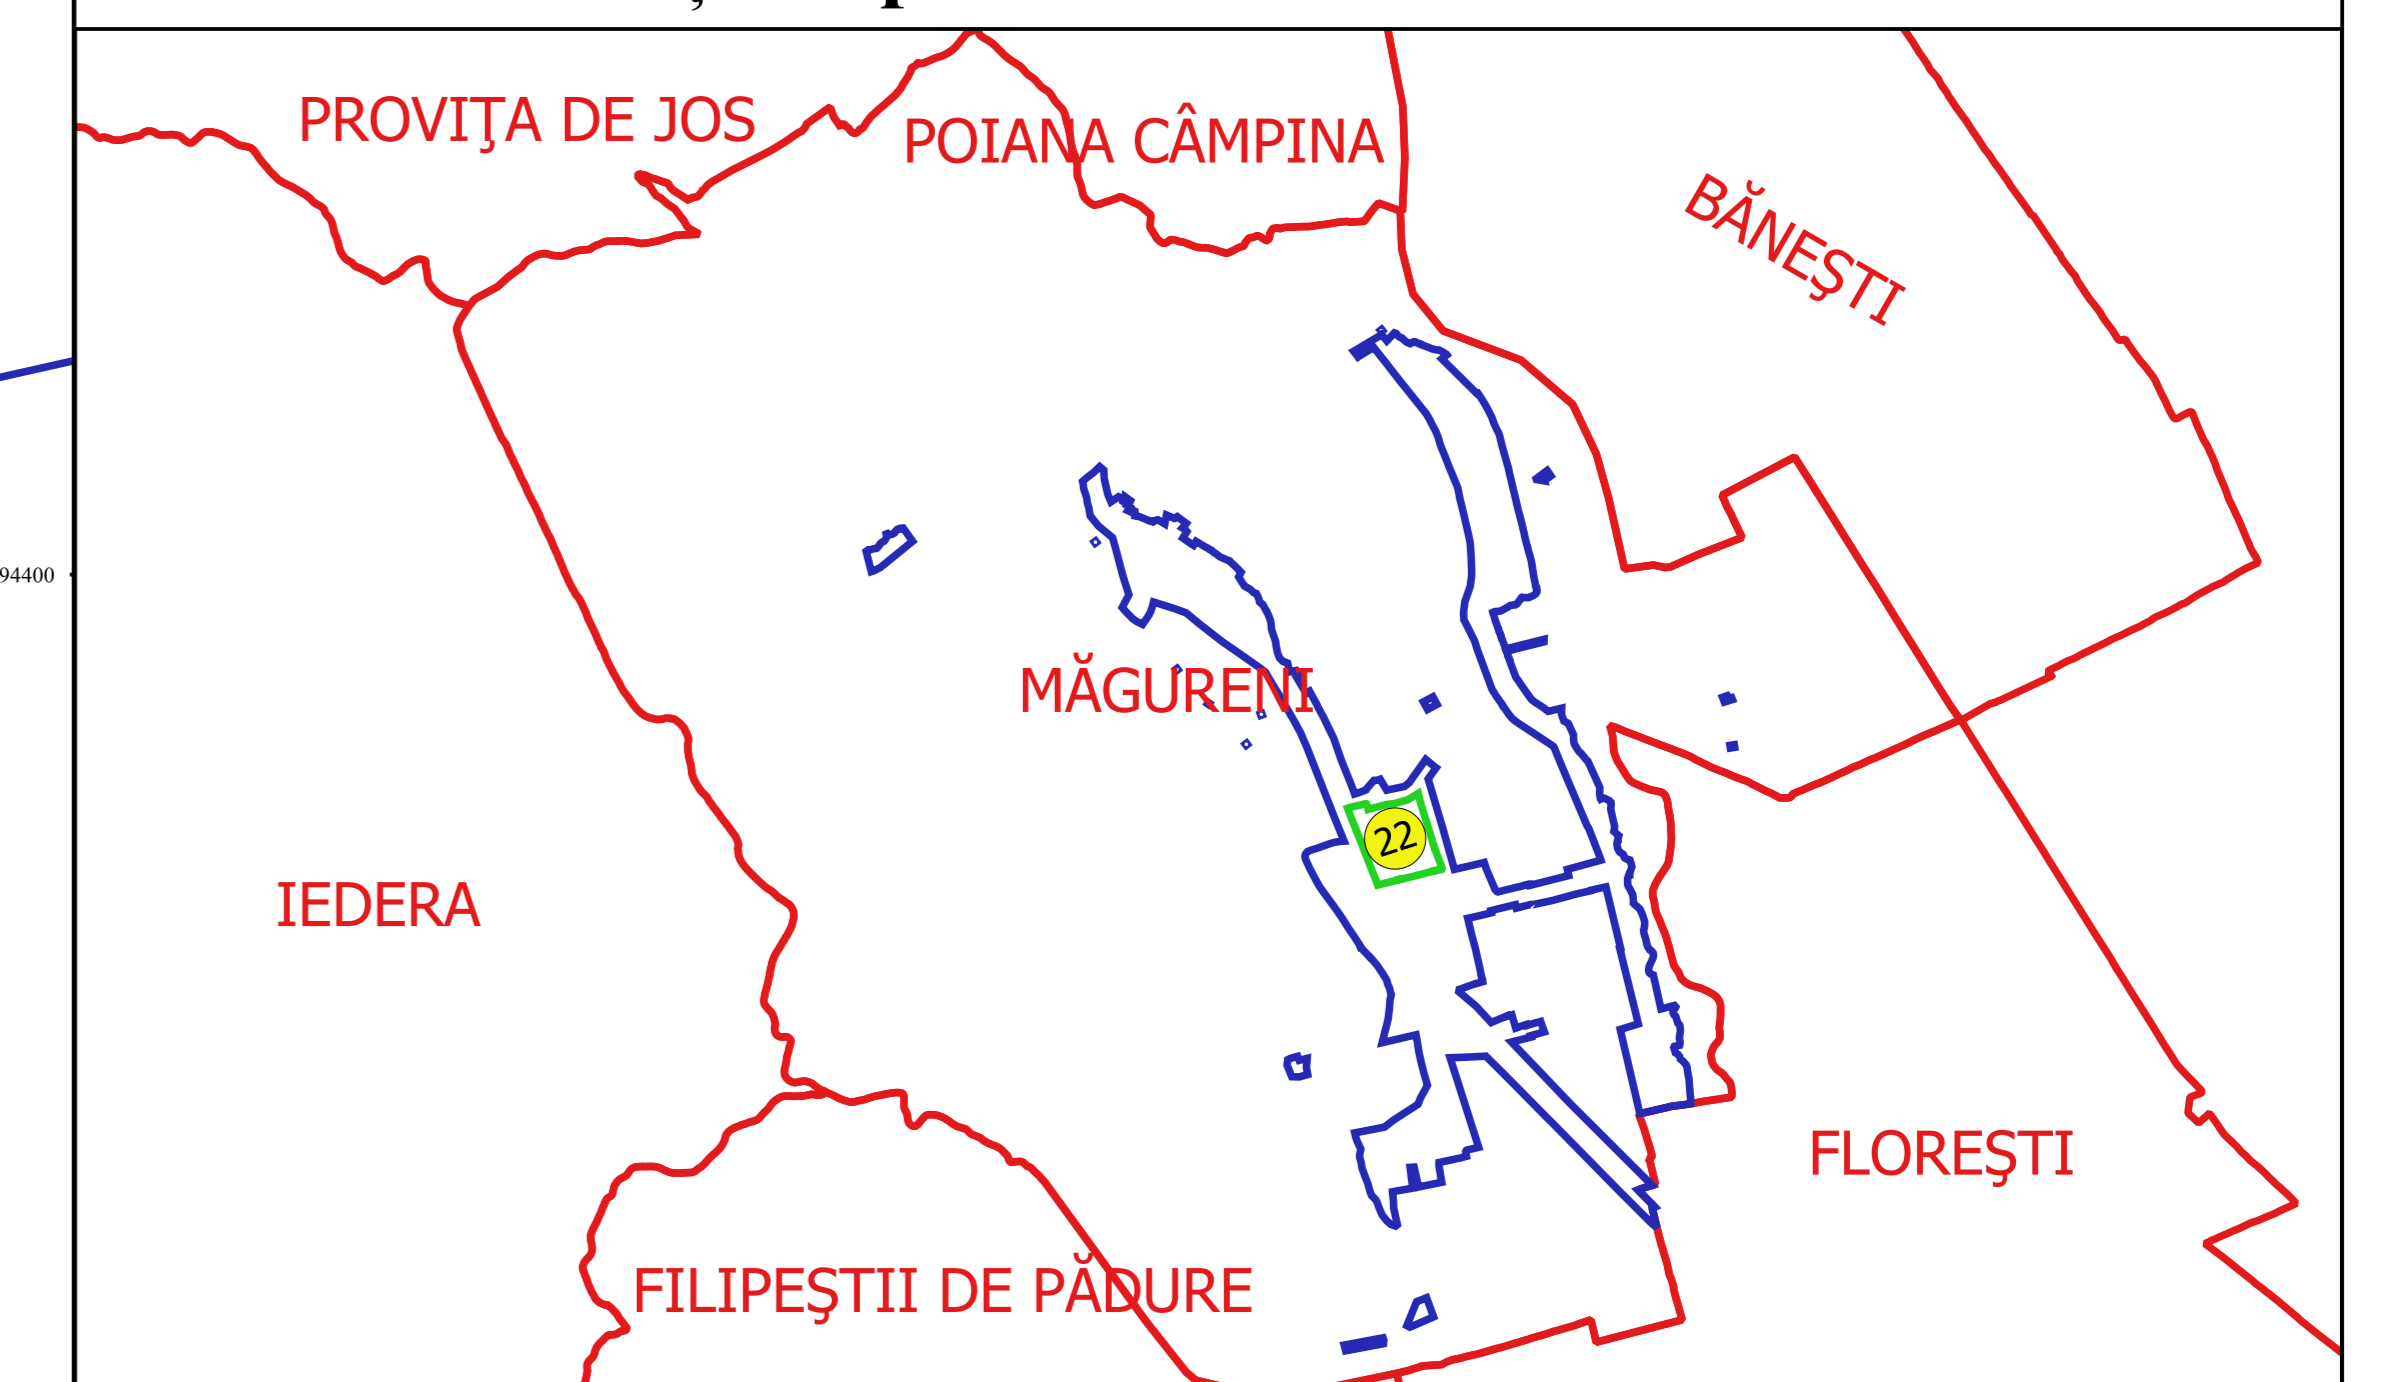 PROVIŢA DE JOS
POIANA CÂMPINA
BĂNEŞTI
94400
MĂGURENI
22
IEDERA
FLOREŞTI
FILIPEŞTII DE PĂDURE